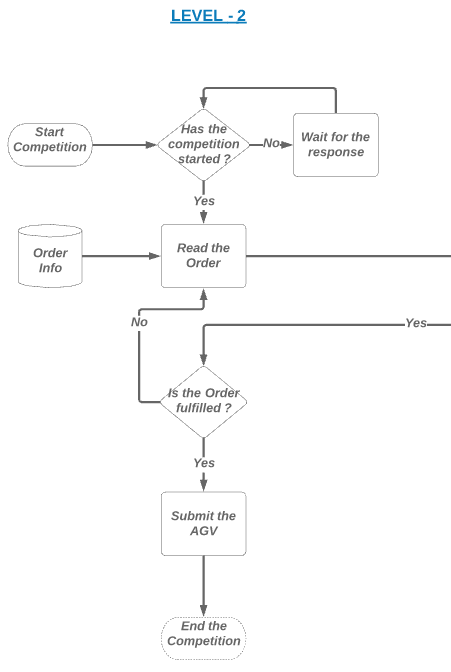 LEVEL - 2
Start
Competition
Has the
competition
started ?
No
Wait for the
response
Yes
Order
Info
Read the
Order
No
Yes
Is the Order
fulfilled ?
Yes
Submit the
AGV
End the
Competition